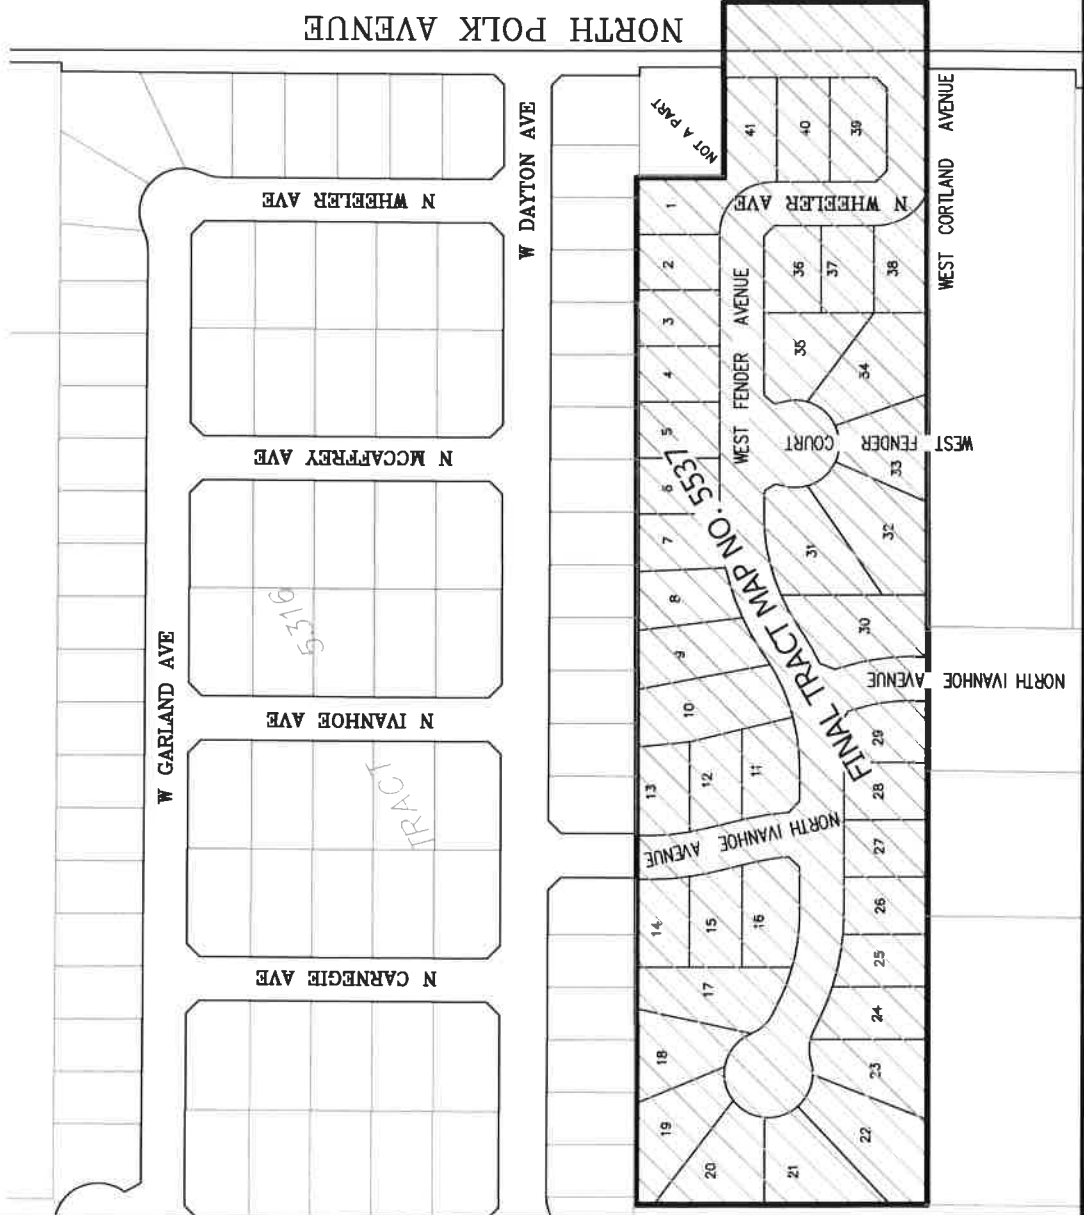 NORTH POLK AVENUE
NOT A PART
W DAYTON AVE
WEST CORTLAND AVENUE
N WHEELER AVE
N WHEELER AVE
41
40
39
1
2
3
4
5
6
7
8
9
10
11
12
13
36
37
38
35
34
WEST FENDER AVENUE
WEST FENDER COURT
33
32
31
30
N MCCAFFREY AVE
5316
TRACT
W GARLAND AVE
N IVANHOE AVE
FINAL TRACT MAP NO. 5537
NORTH IVANHOE AVENUE
NORTH IVANHOE AVENUE
29
28
27
26
25
24
23
22
21
20
19
18
17
16
15
14
N CARNEGIE AVE